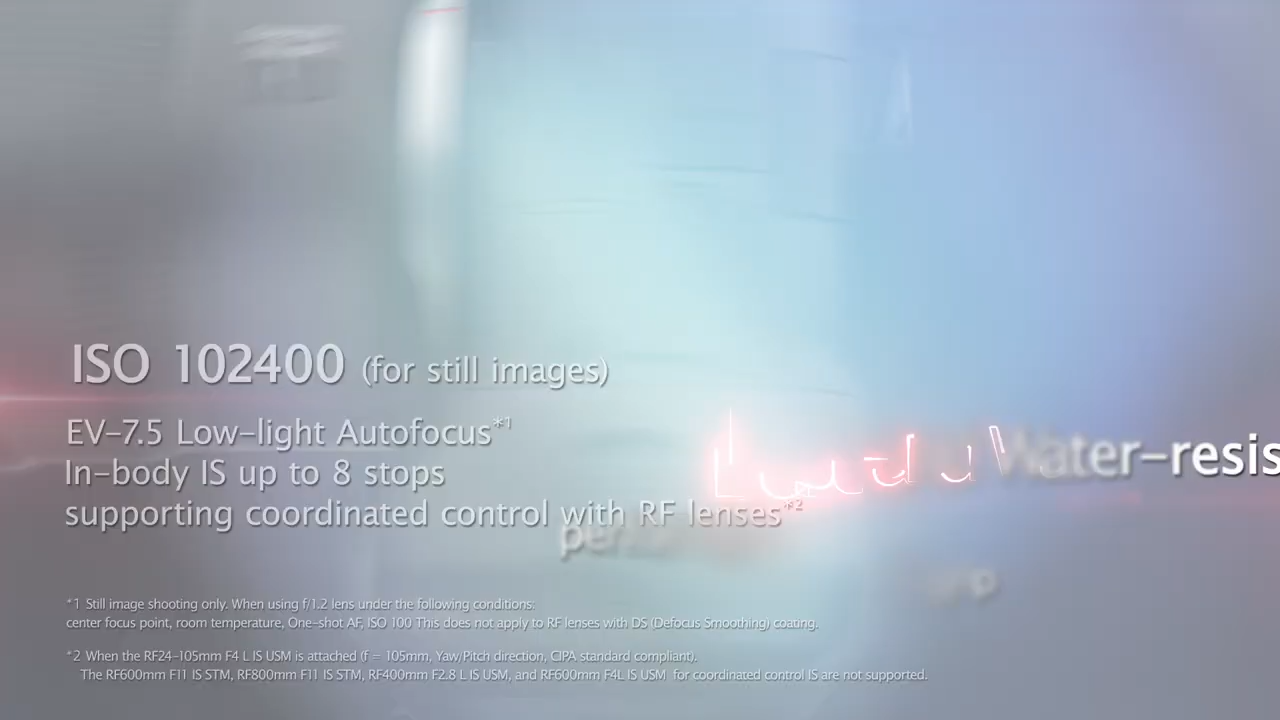 ISO 102400 (for still images)
EV-7.5 Low-light Autofocus*1
In-body IS up to 8 stops
supporting coordinated control with RF lenses*2
Water-resis
*1 Still image shooting only. When using f/1.2 lens under the following conditions:
center focus point, room temperature, One-shot AF, ISO 100 This does not apply to RF lenses with DS (Defocus Smoothing) coating.
*2 When the RF24-105mm F4 L IS USM is attached (f = 105mm, Yaw/Pitch direction, CIPA standard compliant).
The RF600mm F11 IS STM, RF800mm F11 IS STM, RF400mm F2.8 L IS USM, and RF600mm F4L IS USM for coordinated control IS are not supported.